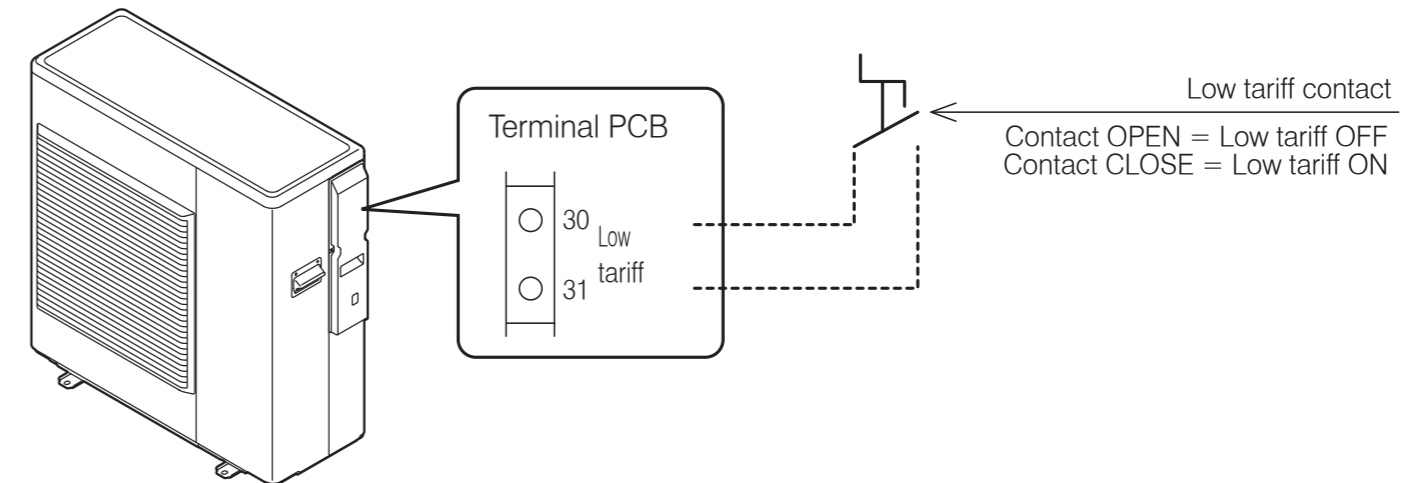 Terminal PCB
30
Low
tariff
31
Low tariff contact
Contact OPEN = Low tariff OFF
Contact CLOSE = Low tariff ON